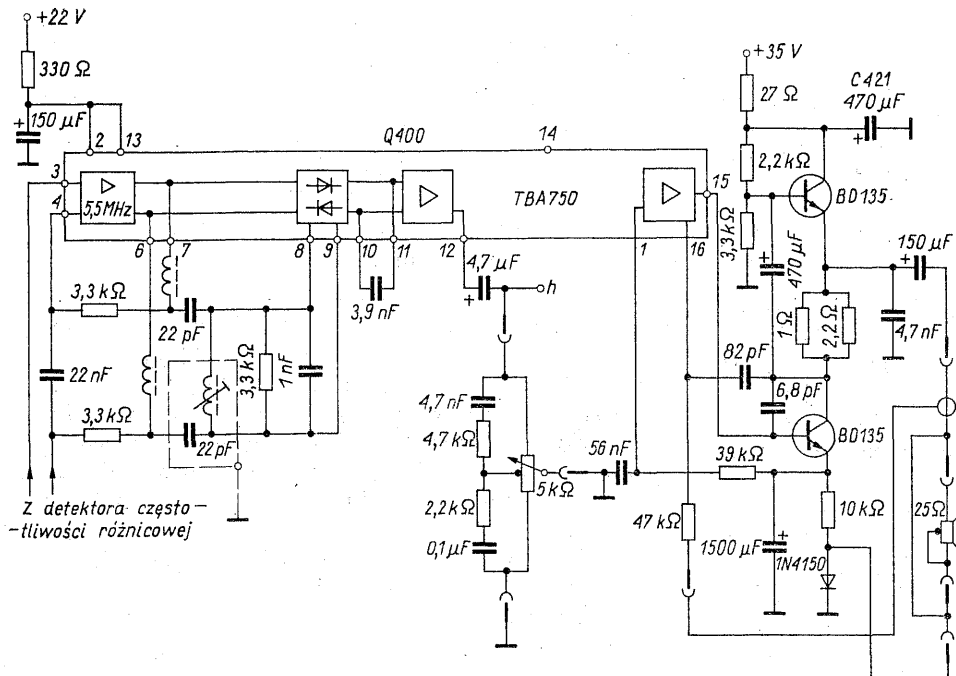 +22 V
330 Ω
150 µF
+
2
13
Q400
14
+35 V
27 Ω
C421
470 µF
+
2,2 kΩ
3
4
5,5MHz
TBA750
15
BD135
3,3 kΩ
6
7
8
9
10
11
12
1
16
470 µF
+
150 µF
+
4,7 µF
+
h
3,9 nF
3,3 kΩ
22 pF
3,3 kΩ
1 nF
22 nF
3,3 kΩ
22 pF
1 Ω
2,2 Ω
4,7 nF
82 pF
6,8 pF
BD135
4,7 nF
4,7 kΩ
56 nF
39 kΩ
5 kΩ
2,2 kΩ
0,1 µF
47 kΩ
1500 µF
+
10 kΩ
1N4150
25 Ω
Z detektora często-
-tliwości różnicowej